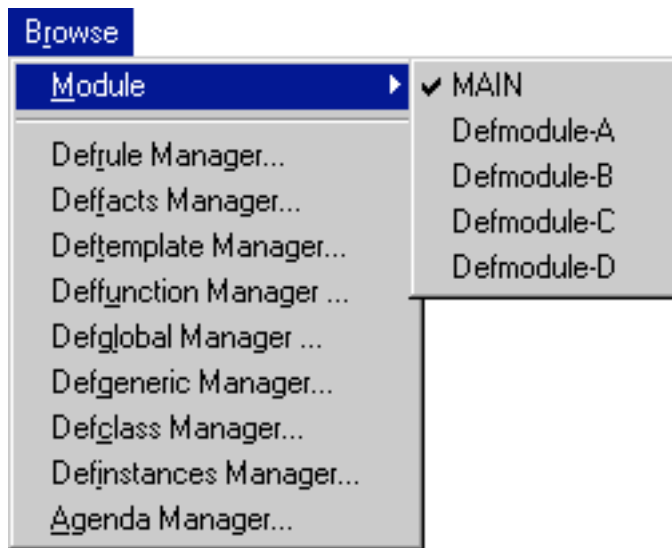 Browse
Module
MAIN
Defmodule-A
Defmodule-B
Defmodule-C
Defmodule-D
Defrule Manager...
Deffacts Manager...
Deftemplate Manager...
Deffunction Manager ...
Defglobal Manager ...
Defgeneric Manager...
Defclass Manager...
Definstances Manager...
Agenda Manager...